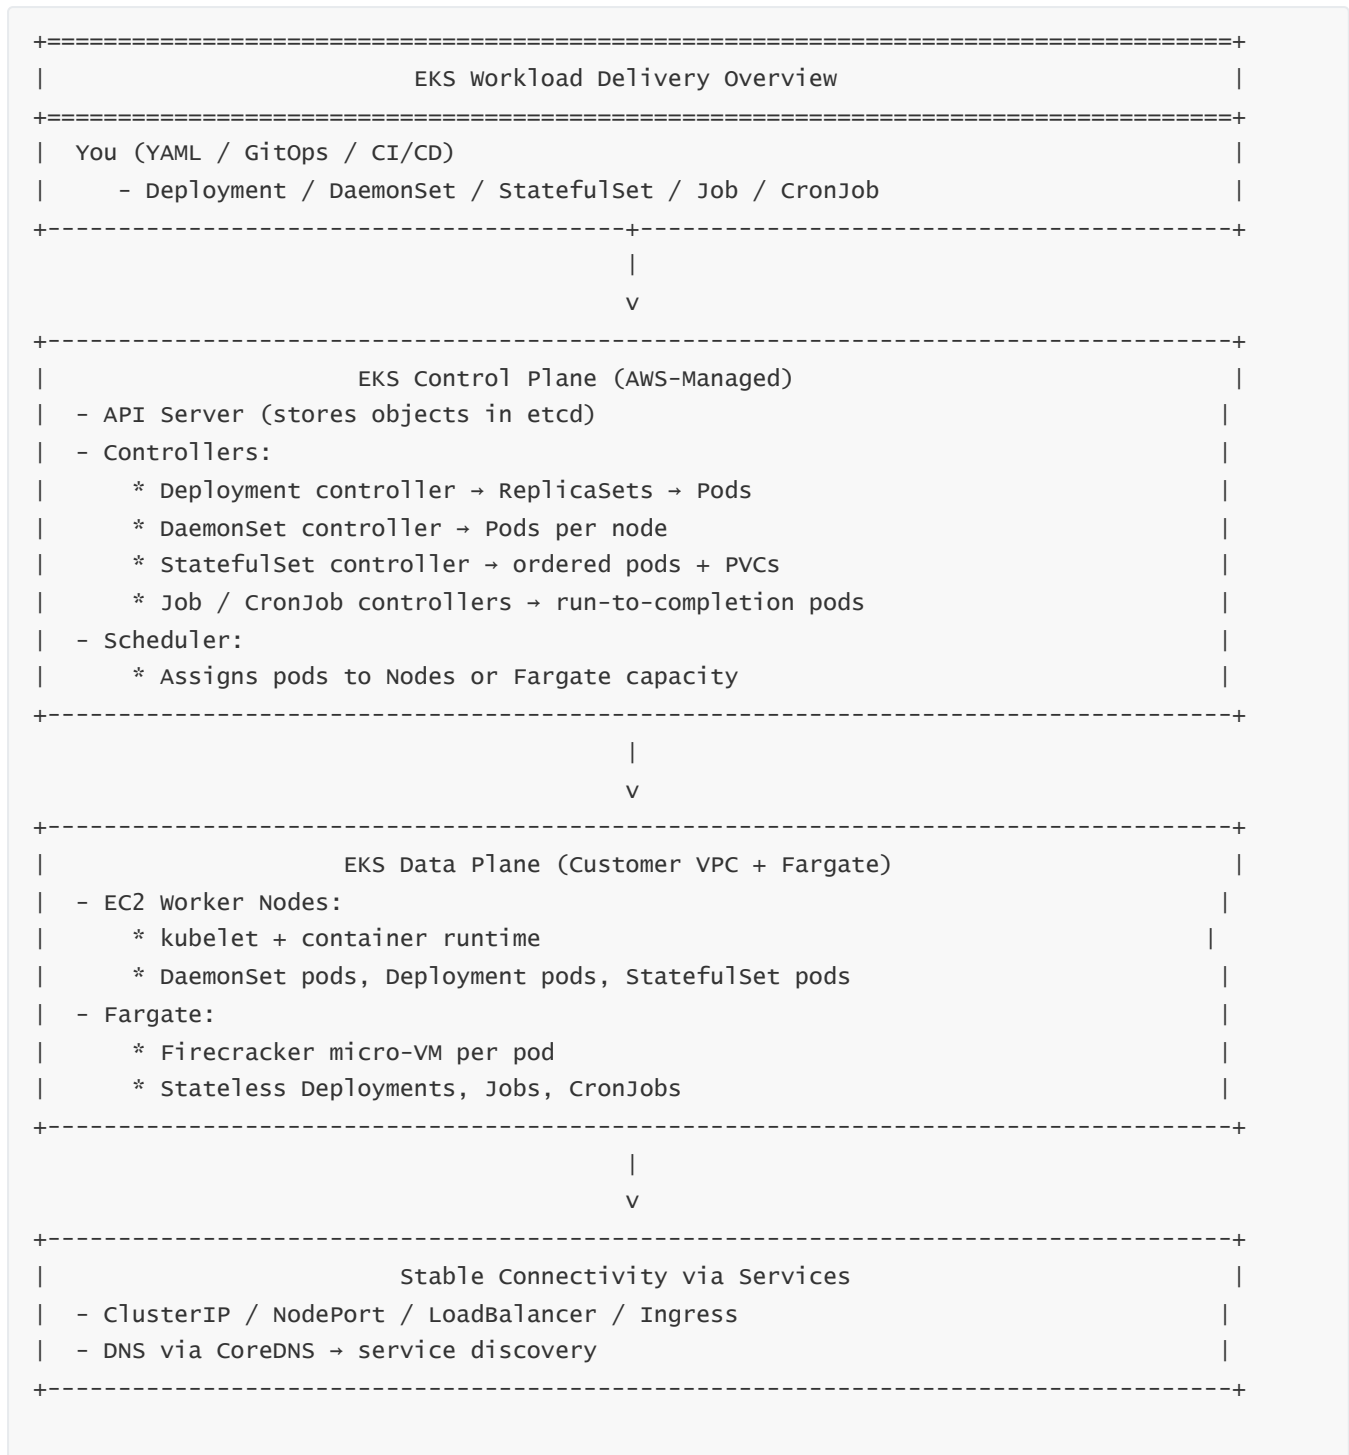 +====================================================================================+
|                          EKS Workload Delivery Overview                            |
+====================================================================================+
|  You (YAML / GitOps / CI/CD)                                                       |
|     - Deployment / DaemonSet / StatefulSet / Job / CronJob                         |
+-----------------------------------------+------------------------------------------+
                                          |
                                          v
+------------------------------------------------------------------------------------+
|                      EKS Control Plane (AWS-Managed)                               |
|  - API Server (stores objects in etcd)                                            |
|  - Controllers:                                                                   |
|      * Deployment controller → ReplicaSets → Pods                                 |
|      * DaemonSet controller → Pods per node                                       |
|      * StatefulSet controller → ordered pods + PVCs                               |
|      * Job / CronJob controllers → run-to-completion pods                         |
|  - Scheduler:                                                                     |
|      * Assigns pods to Nodes or Fargate capacity                                  |
+------------------------------------------------------------------------------------+
                                          |
                                          v
+------------------------------------------------------------------------------------+
|                     EKS Data Plane (Customer VPC + Fargate)                        |
|  - EC2 Worker Nodes:                                                              |
|      * kubelet + container runtime                                               |
|      * DaemonSet pods, Deployment pods, StatefulSet pods                          |
|  - Fargate:                                                                       |
|      * Firecracker micro-VM per pod                                               |
|      * Stateless Deployments, Jobs, CronJobs                                      |
+------------------------------------------------------------------------------------+
                                          |
                                          v
+------------------------------------------------------------------------------------+
|                         Stable Connectivity via Services                           |
|  - ClusterIP / NodePort / LoadBalancer / Ingress                                  |
|  - DNS via CoreDNS → service discovery                                            |
+------------------------------------------------------------------------------------+